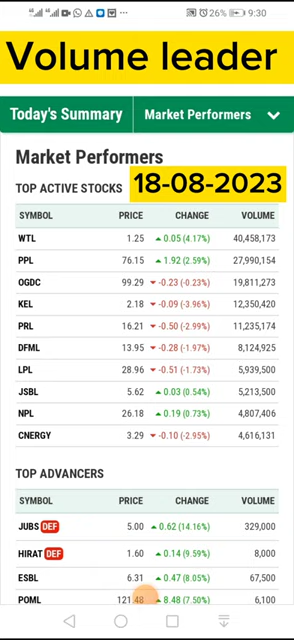 26% 9:30
Volume leader
Today's Summary Market Performers
Market Performers
TOP ACTIVE STOCKS 18-08-2023
SYMBOL PRICE CHANGE VOLUME
WTL 1.25 0.05 (4.17%) 40,458,173
PPL 76.15 1.92 (2.59%) 27,990,154
OGDC 99.29 -0.23 (-0.23%) 19,811,273
KEL 2.18 -0.09 (-3.96%) 12,350,420
PRL 16.21 -0.50 (-2.99%) 11,235,174
DFML 13.95 -0.28 (-1.97%) 8,124,925
LPL 28.96 -0.51 (-1.73%) 5,939,500
JSBL 5.62 0.03 (0.54%) 5,213,500
NPL 26.18 0.19 (0.73%) 4,807,406
CNERGY 3.29 -0.10 (-2.95%) 4,616,131
TOP ADVANCERS
SYMBOL PRICE CHANGE VOLUME
JUBS DEF 5.00 0.62 (14.16%) 329,000
HIRAT DEF 1.60 0.14 (9.59%) 8,000
ESBL 6.31 0.47 (8.05%) 67,500
POML 121.48 8.48 (7.50%) 6,100